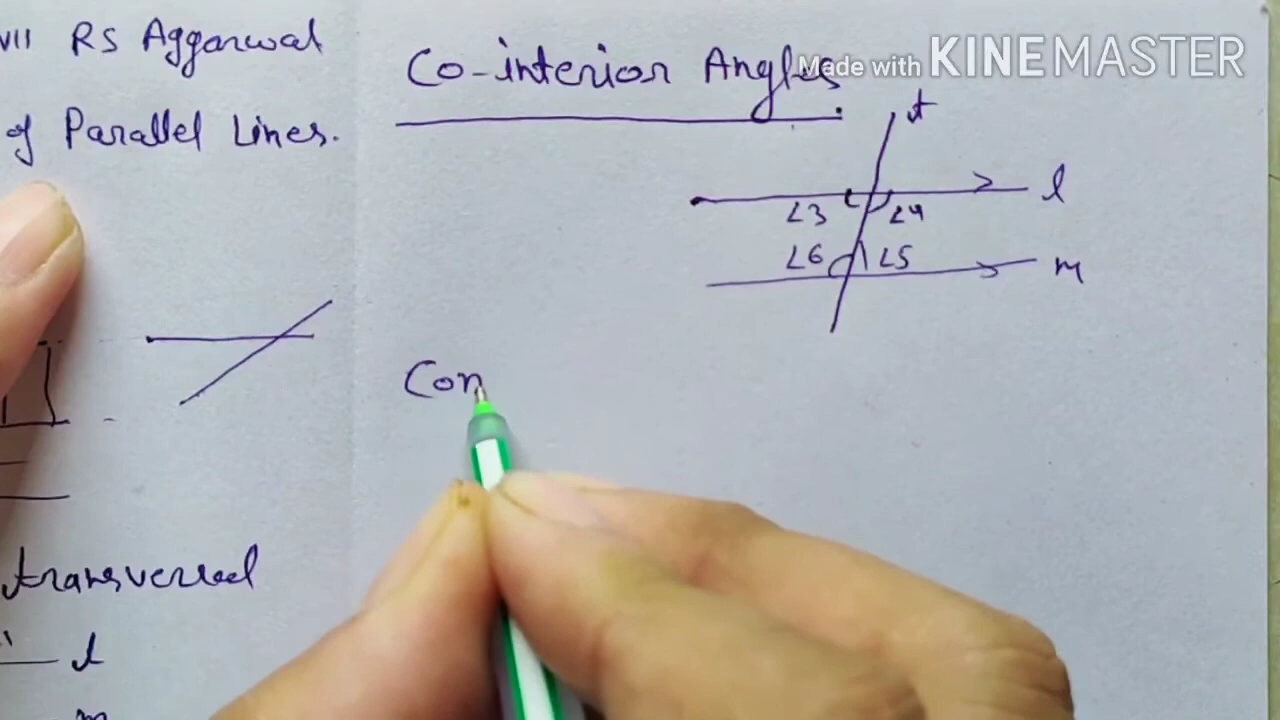 VII RS Aggarwal
of Parallel Lines.
transversal
l
m
Co-interior Angles
Made with KINEMASTER
t
l
∠3 ∠4
∠6 ∠5
m
Con